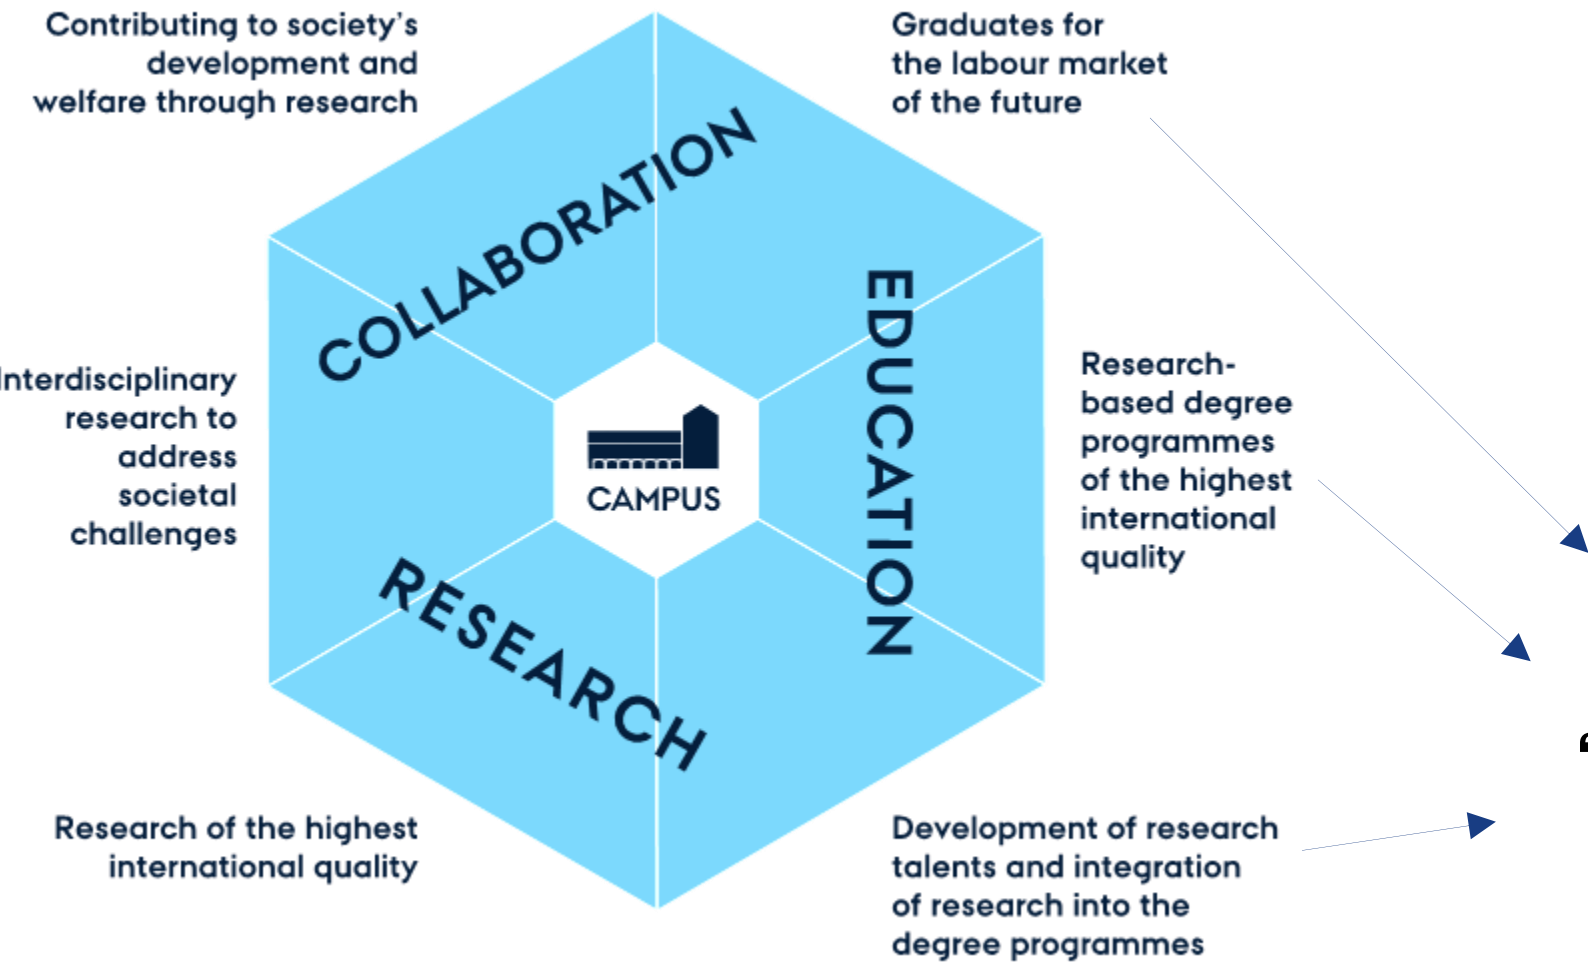 Contributing to society's
development and
welfare through research
Graduates for
the labour market
of the future
COLLABORATION
EDUCATION
Interdisciplinary
research to
address
societal
challenges
CAMPUS
Research-
based degree
programmes
of the highest
international
quality
RESEARCH
Research of the highest
international quality
Development of research
talents and integration
of research into the
degree programmes